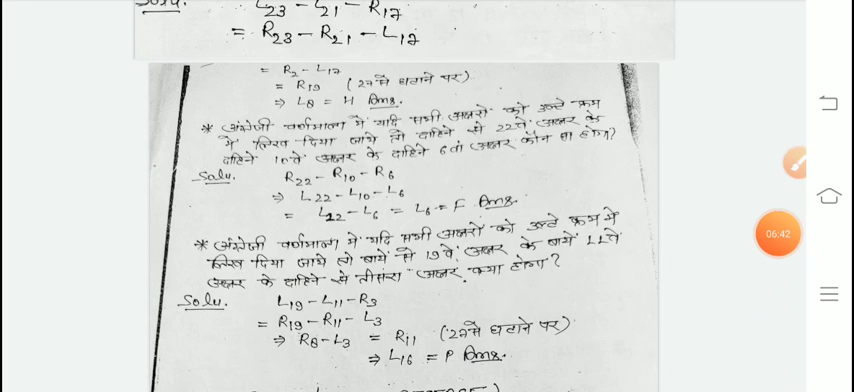 Solu.
L23 - L21 - R17
= R23 - R21 - L17
= R2 - L17
= R19 (27 से घटाने पर)
⇒ L8 = H Ans.
* अंग्रेजी वर्णमाला में यदि सभी अक्षरों को उल्टे क्रम
में लिख दिया जाये तो दाहिने से 22वें अक्षर के
दाहिने 10वें अक्षर के दाहिने 6वां अक्षर कौन सा होगा?
Solu. R22 - R10 - R6
⇒ L22 - L10 - L6
= L12 - L6 = L6 = F Ans.
* अंग्रेजी वर्णमाला में यदि सभी अक्षरों को उल्टे क्रम में
लिख दिया जाये तो बायें से 19वें अक्षर के बायें 11वें
अक्षर के दाहिने से तीसरा अक्षर क्या होगा?
Solu. L19 - L11 - R3
= R19 - R11 - L3
⇒ R8 - L3 = R11 (27 से घटाने पर)
⇒ L16 = P Ans.
06:42